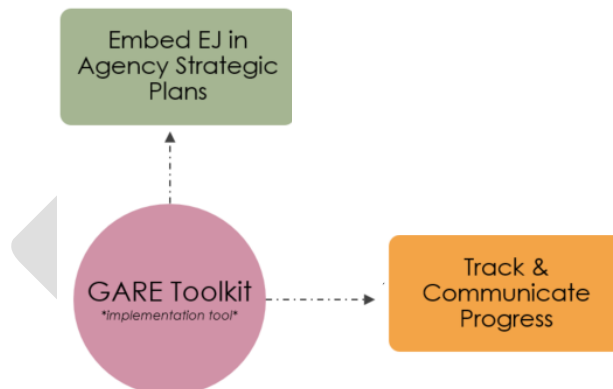 Embed EJ in
Agency Strategic
Plans
GARE Toolkit
*implementation tool*
Track &
Communicate
Progress